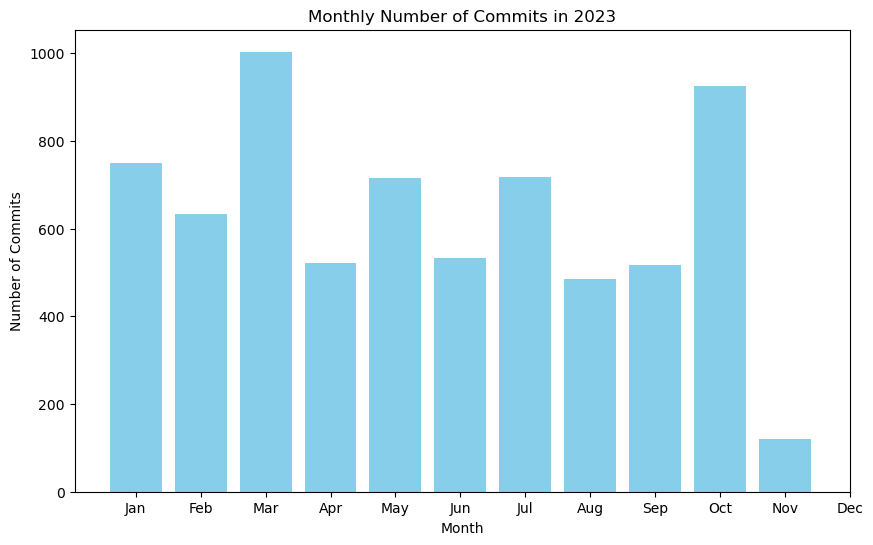 Monthly Number of Commits in 2023
1000
800
600
400
200
0
Number of Commits
Jan Feb Mar Apr May Jun Jul Aug Sep Oct Nov Dec
Month